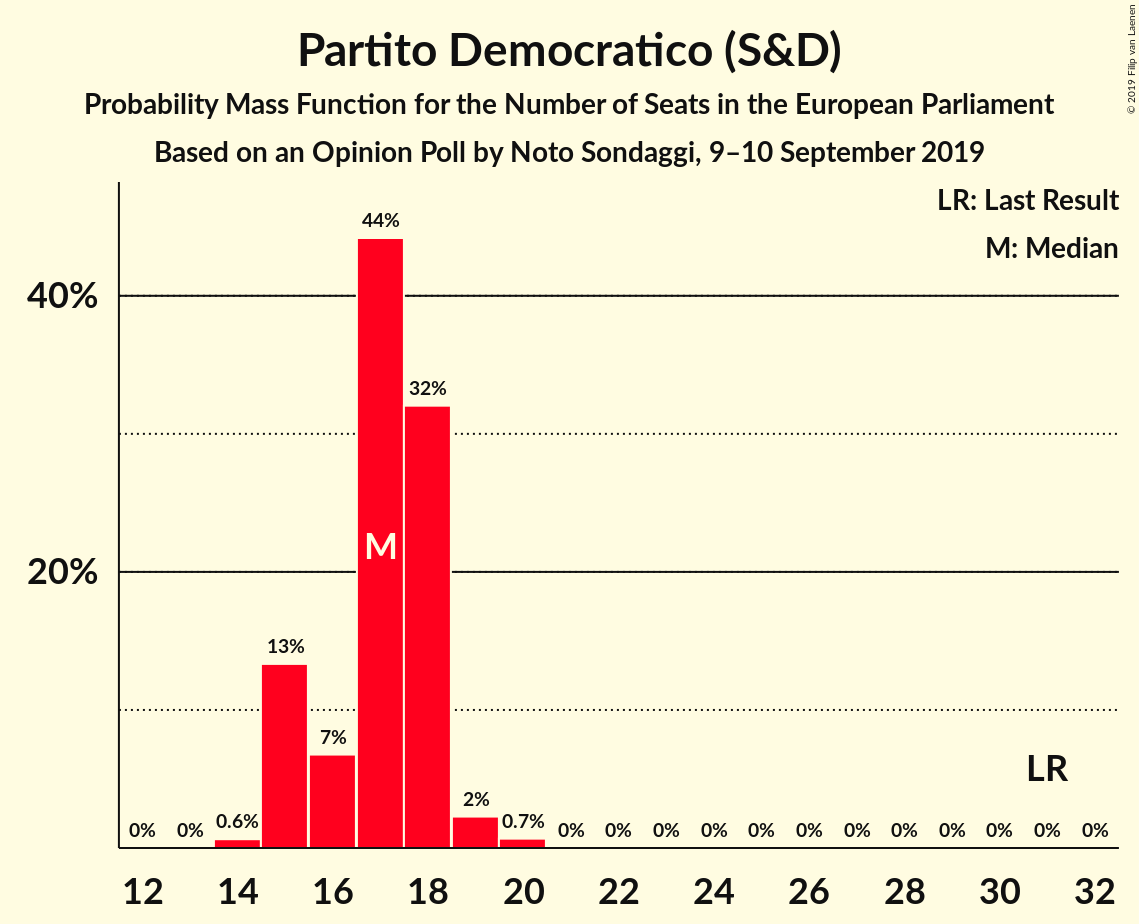 Partito Democratico (S&D)
Probability Mass Function for the Number of Seats in the European Parliament
Based on an Opinion Poll by Noto Sondaggi, 9–10 September 2019
© 2019 Filip van Laenen
LR: Last Result
M: Median
44%
40%
32%
M
20%
13%
7%
LR
2%
0% 0% 0.6% 0.7% 0% 0% 0% 0% 0% 0% 0% 0% 0% 0% 0% 0%
12 14 16 18 20 22 24 26 28 30 32